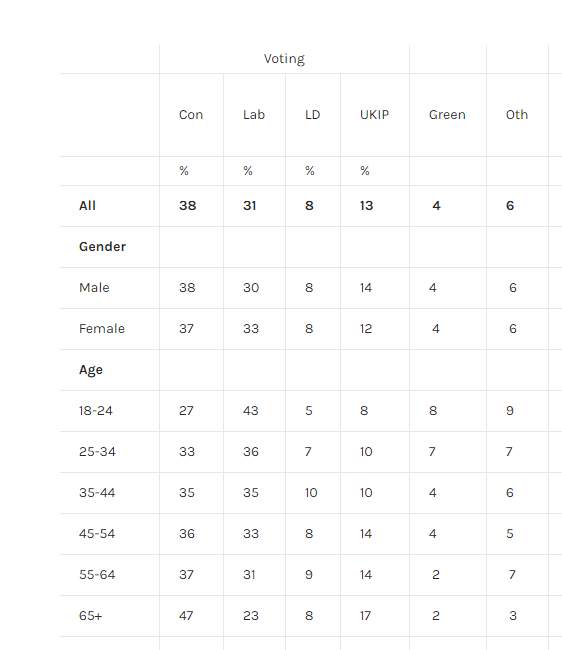 Voting
Con Lab LD UKIP Green Oth
% % % %
All 38 31 8 13 4 6
Gender
Male 38 30 8 14 4 6
Female 37 33 8 12 4 6
Age
18-24 27 43 5 8 8 9
25-34 33 36 7 10 7 7
35-44 35 35 10 10 4 6
45-54 36 33 8 14 4 5
55-64 37 31 9 14 2 7
65+ 47 23 8 17 2 3